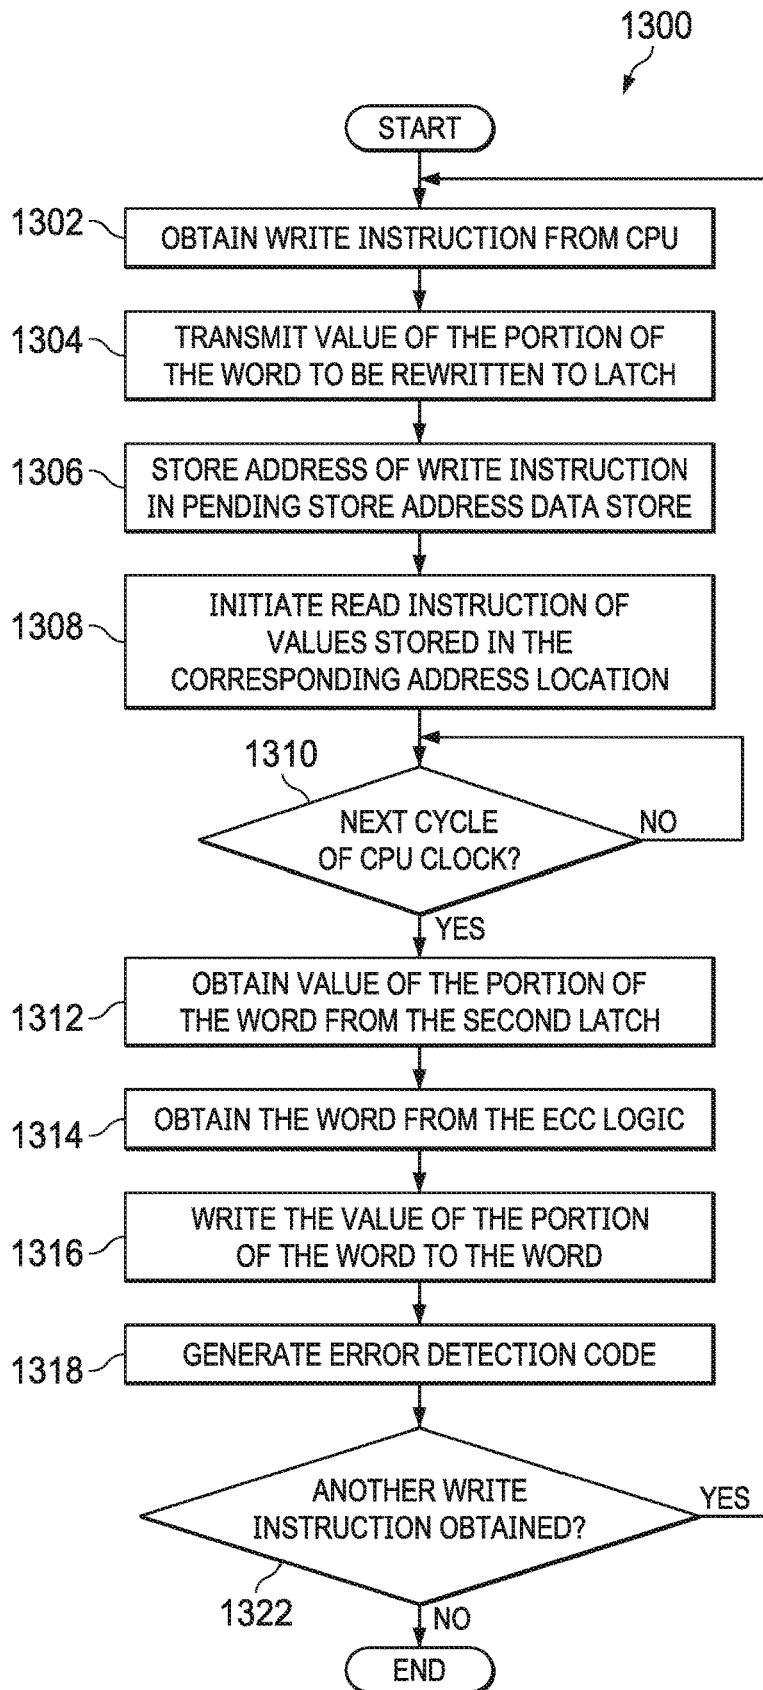 1300
START
1302
OBTAIN WRITE INSTRUCTION FROM CPU
1304
TRANSMIT VALUE OF THE PORTION OF
THE WORD TO BE REWRITTEN TO LATCH
1306
STORE ADDRESS OF WRITE INSTRUCTION
IN PENDING STORE ADDRESS DATA STORE
1308
INITIATE READ INSTRUCTION OF
VALUES STORED IN THE
CORRESPONDING ADDRESS LOCATION
1310
NEXT CYCLE
OF CPU CLOCK?
NO
YES
1312
OBTAIN VALUE OF THE PORTION OF
THE WORD FROM THE SECOND LATCH
1314
OBTAIN THE WORD FROM THE ECC LOGIC
1316
WRITE THE VALUE OF THE PORTION
OF THE WORD TO THE WORD
1318
GENERATE ERROR DETECTION CODE
ANOTHER WRITE
INSTRUCTION OBTAINED?
YES
1322
NO
END